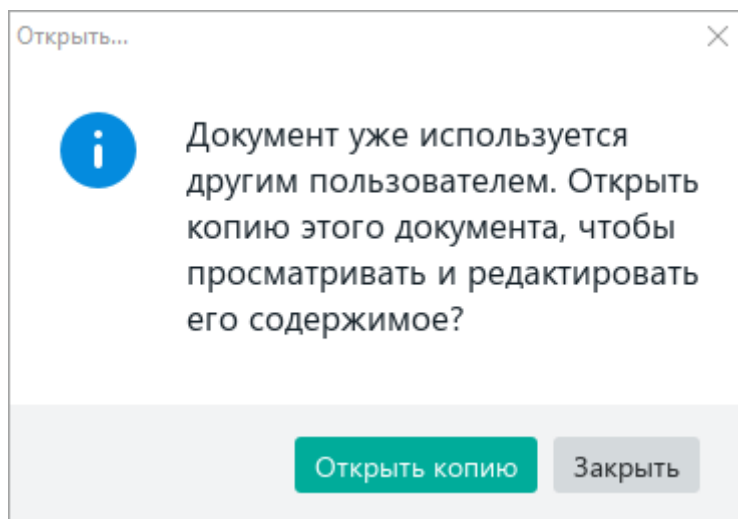 Открыть...
Документ уже используется
другим пользователем. Открыть
копию этого документа, чтобы
просматривать и редактировать
его содержимое?
Открыть копию
Закрыть